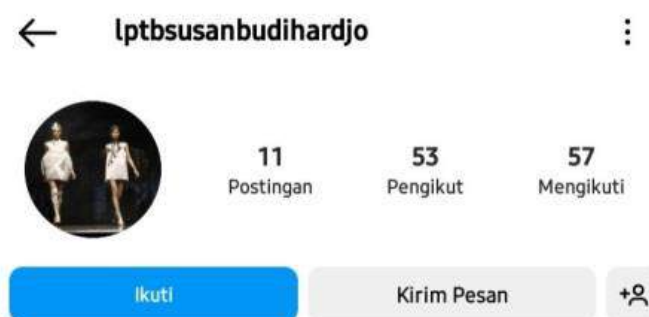 lptbsusanbudihardjo
11 53 57
Postingan Pengikut Mengikuti
Ikuti Kirim Pesan